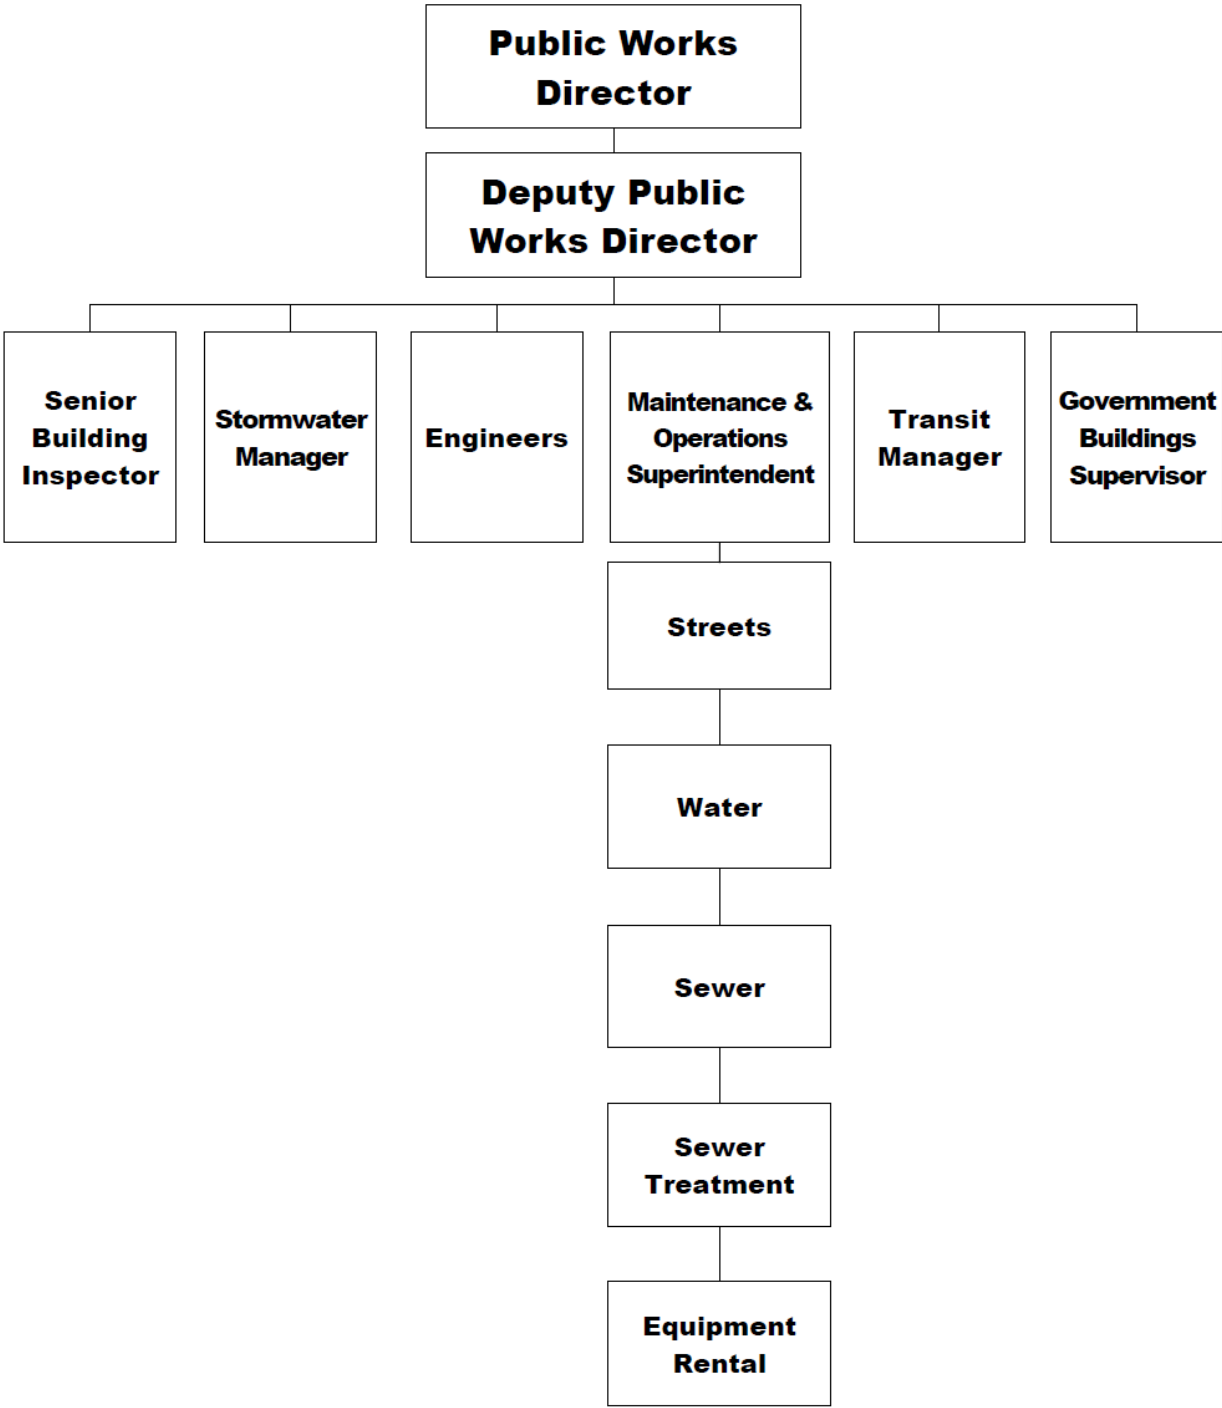 Public Works
Director
Deputy Public
Works Director
Senior
Building
Inspector
Stormwater
Manager
Engineers
Maintenance &
Operations
Superintendent
Transit
Manager
Government
Buildings
Supervisor
Streets
Water
Sewer
Sewer
Treatment
Equipment
Rental